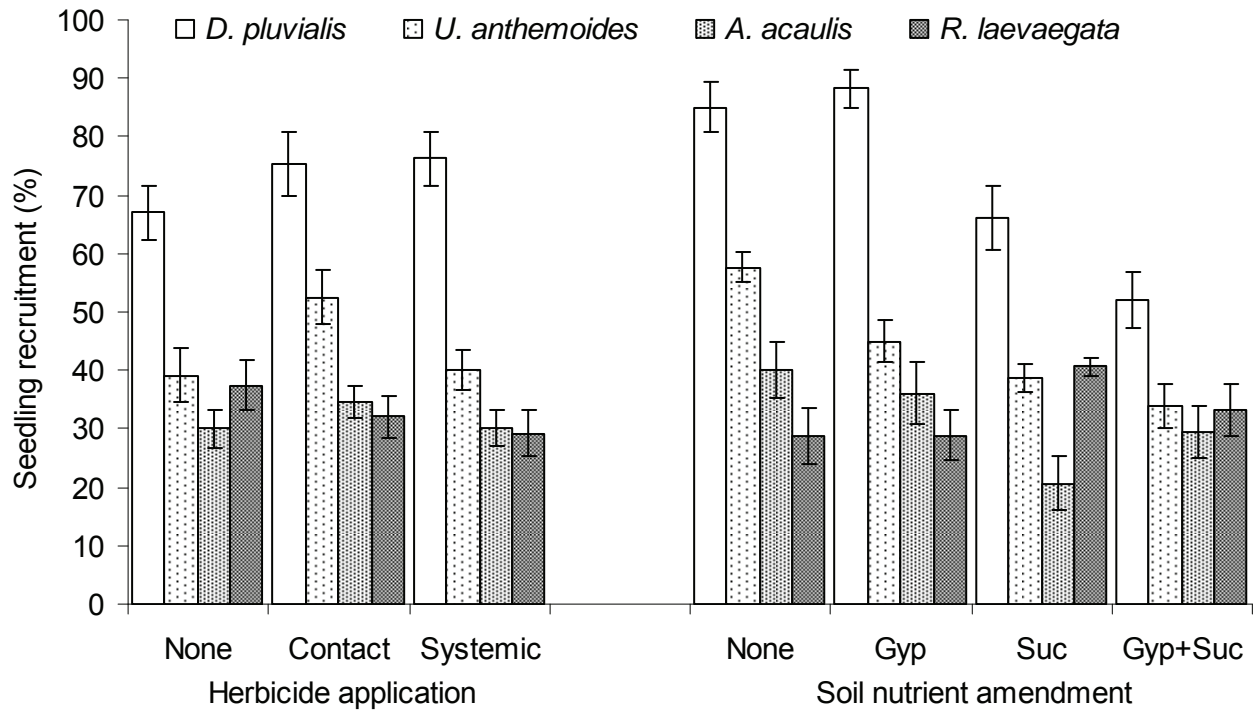 100
D. pluvialis U. anthemoides A. acaulis R. laevaegata
90
80
70
60
50
40
30
20
10
0
Seedling recruitment (%)
None Contact Systemic None Gyp Suc Gyp+Suc
Herbicide application Soil nutrient amendment